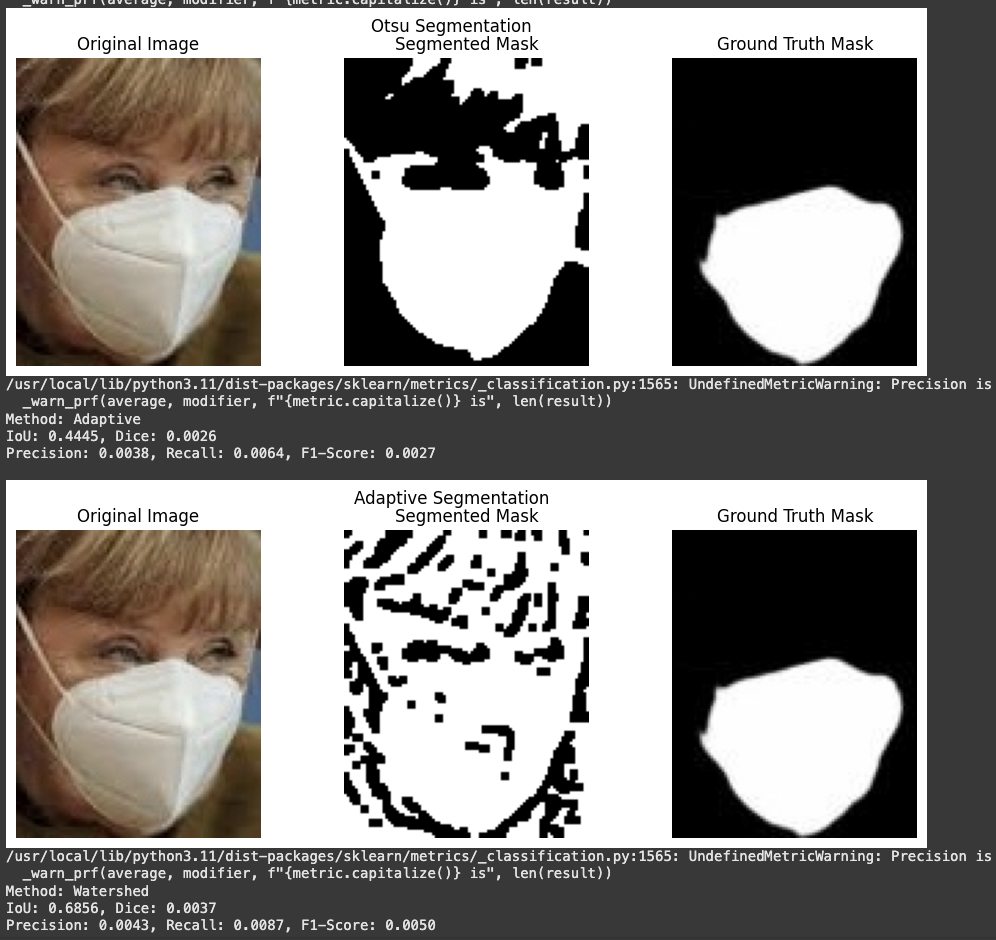 _warn_prf(average, modifier, f"{metric.capitalize()} is", len(result))
Otsu Segmentation
Original Image
Segmented Mask
Ground Truth Mask
/usr/local/lib/python3.11/dist-packages/sklearn/metrics/_classification.py:1565: UndefinedMetricWarning: Precision is
_warn_prf(average, modifier, f"{metric.capitalize()} is", len(result))
Method: Adaptive
IoU: 0.4445, Dice: 0.0026
Precision: 0.0038, Recall: 0.0064, F1-Score: 0.0027
Adaptive Segmentation
Original Image
Segmented Mask
Ground Truth Mask
/usr/local/lib/python3.11/dist-packages/sklearn/metrics/_classification.py:1565: UndefinedMetricWarning: Precision is
_warn_prf(average, modifier, f"{metric.capitalize()} is", len(result))
Method: Watershed
IoU: 0.6856, Dice: 0.0037
Precision: 0.0043, Recall: 0.0087, F1-Score: 0.0050